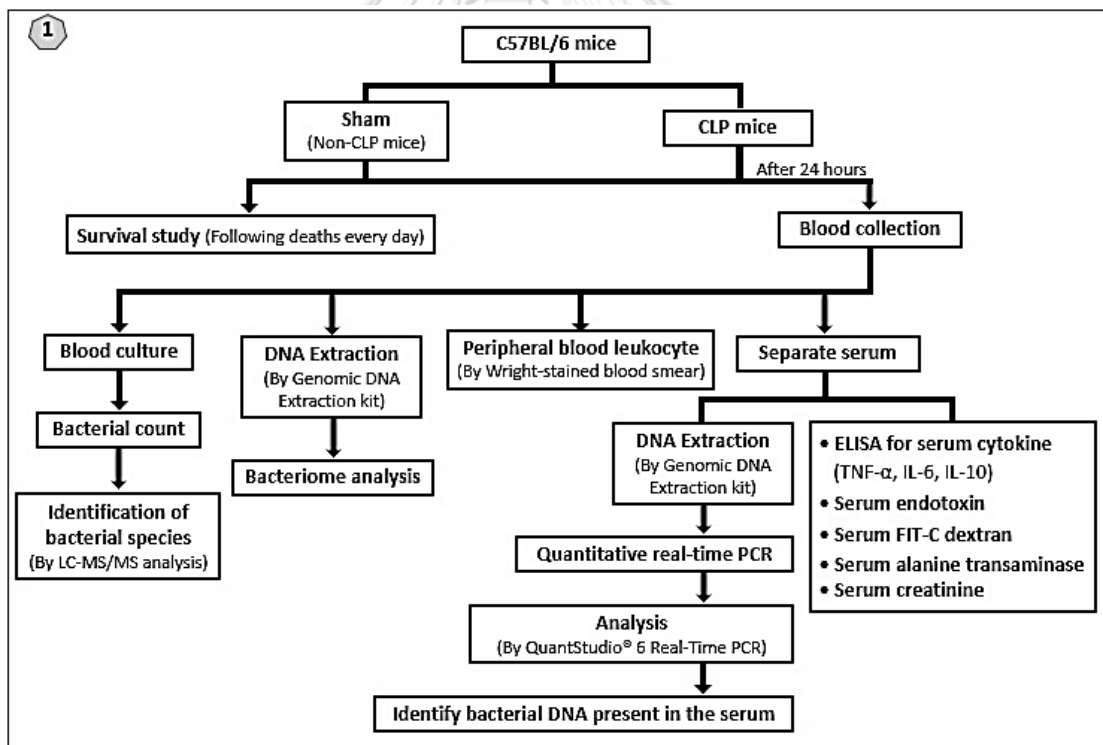 1
C57BL/6 mice
Sham
(Non-CLP mice)
CLP mice
After 24 hours
Survival study (Following deaths every day)
Blood collection
Blood culture
DNA Extraction
(By Genomic DNA
Extraction kit)
Peripheral blood leukocyte
(By Wright-stained blood smear)
Separate serum
Bacterial count
Bacteriome analysis
Identification of
bacterial species
(By LC-MS/MS analysis)
DNA Extraction
(By Genomic DNA
Extraction kit)
• ELISA for serum cytokine
(TNF-α, IL-6, IL-10)
• Serum endotoxin
• Serum FIT-C dextran
• Serum alanine transaminase
• Serum creatinine
Quantitative real-time PCR
Analysis
(By QuantStudio® 6 Real-Time PCR)
Identify bacterial DNA present in the serum